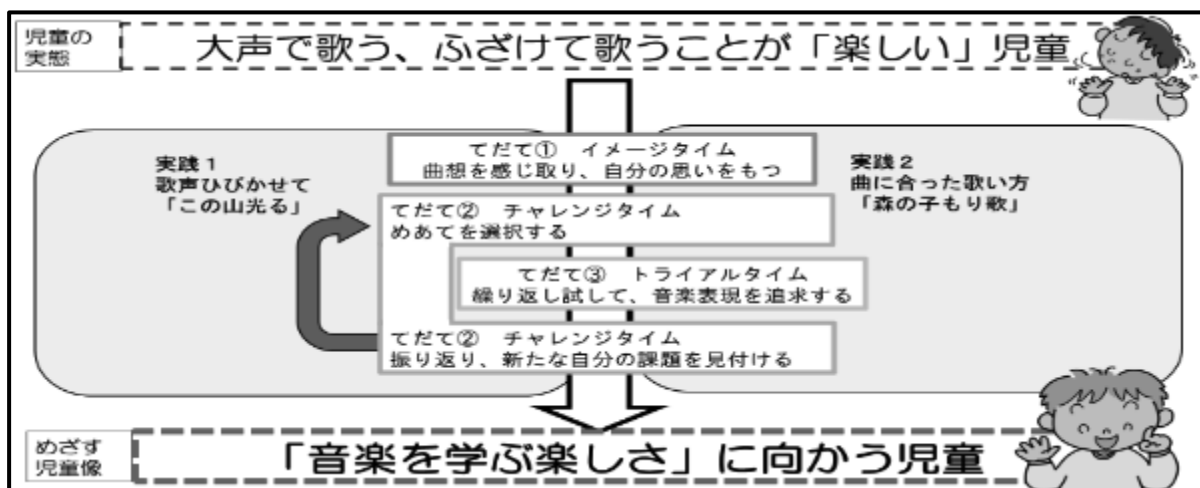 児童の
実態
大声で歌う、ふざけて歌うことが「楽しい」児童
実践1
歌声ひびかせて
「この山光る」
てだて① イメージタイム
曲想を感じ取り、自分の思いをもつ
実践2
曲に合った歌い方
「森の子もり歌」
てだて② チャレンジタイム
めあてを選択する
てだて③ トライアルタイム
繰り返し試して、音楽表現を追求する
てだて② チャレンジタイム
振り返り、新たな自分の課題を見付ける
めざす
児童像
「音楽を学ぶ楽しさ」に向かう児童